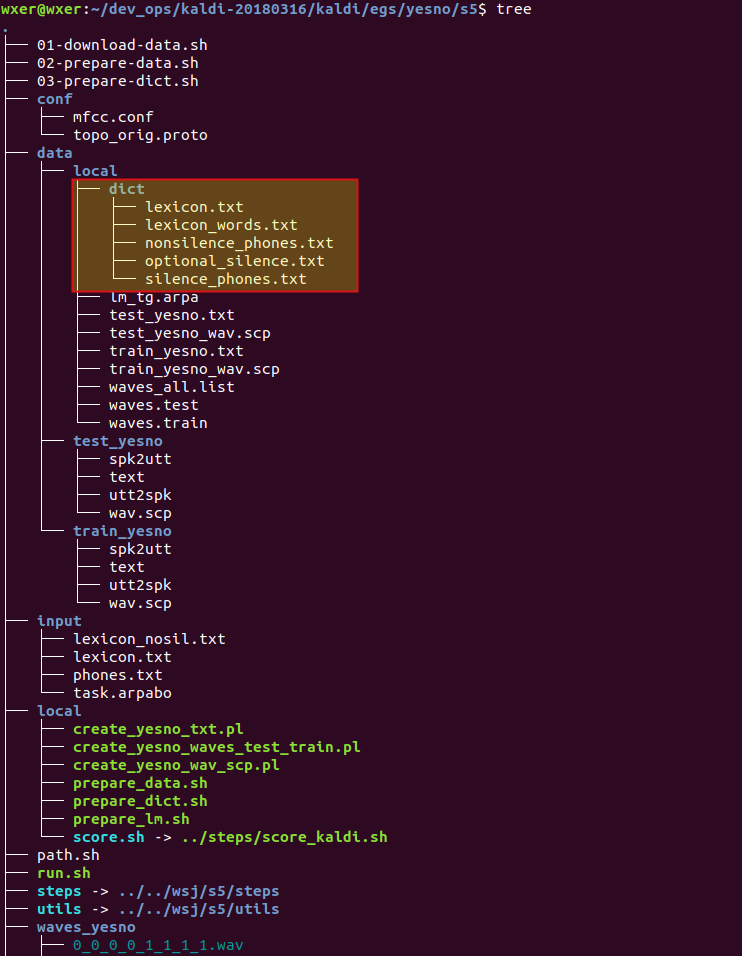 wxer@wxer:~/dev_ops/kaldi-20180316/kaldi/egs/yesno/s5$ tree
.
├── 01-download-data.sh
├── 02-prepare-data.sh
├── 03-prepare-dict.sh
├── conf
│   ├── mfcc.conf
│   └── topo_orig.proto
├── data
│   ├── local
│   │   ├── dict
│   │   │   ├── lexicon.txt
│   │   │   ├── lexicon_words.txt
│   │   │   ├── nonsilence_phones.txt
│   │   │   ├── optional_silence.txt
│   │   │   └── silence_phones.txt
│   │   ├── lm_tg.arpa
│   │   ├── test_yesno.txt
│   │   ├── test_yesno_wav.scp
│   │   ├── train_yesno.txt
│   │   ├── train_yesno_wav.scp
│   │   ├── waves_all.list
│   │   ├── waves.test
│   │   └── waves.train
│   ├── test_yesno
│   │   ├── spk2utt
│   │   ├── text
│   │   ├── utt2spk
│   │   └── wav.scp
│   └── train_yesno
│       ├── spk2utt
│       ├── text
│       ├── utt2spk
│       └── wav.scp
├── input
│   ├── lexicon_nosil.txt
│   ├── lexicon.txt
│   ├── phones.txt
│   └── task.arpabo
├── local
│   ├── create_yesno_txt.pl
│   ├── create_yesno_waves_test_train.pl
│   ├── create_yesno_wav_scp.pl
│   ├── prepare_data.sh
│   ├── prepare_dict.sh
│   ├── prepare_lm.sh
│   └── score.sh -> ../steps/score_kaldi.sh
├── path.sh
├── run.sh
├── steps -> ../../wsj/s5/steps
├── utils -> ../../wsj/s5/utils
├── waves_yesno
│   ├── 0_0_0_0_1_1_1_1.wav